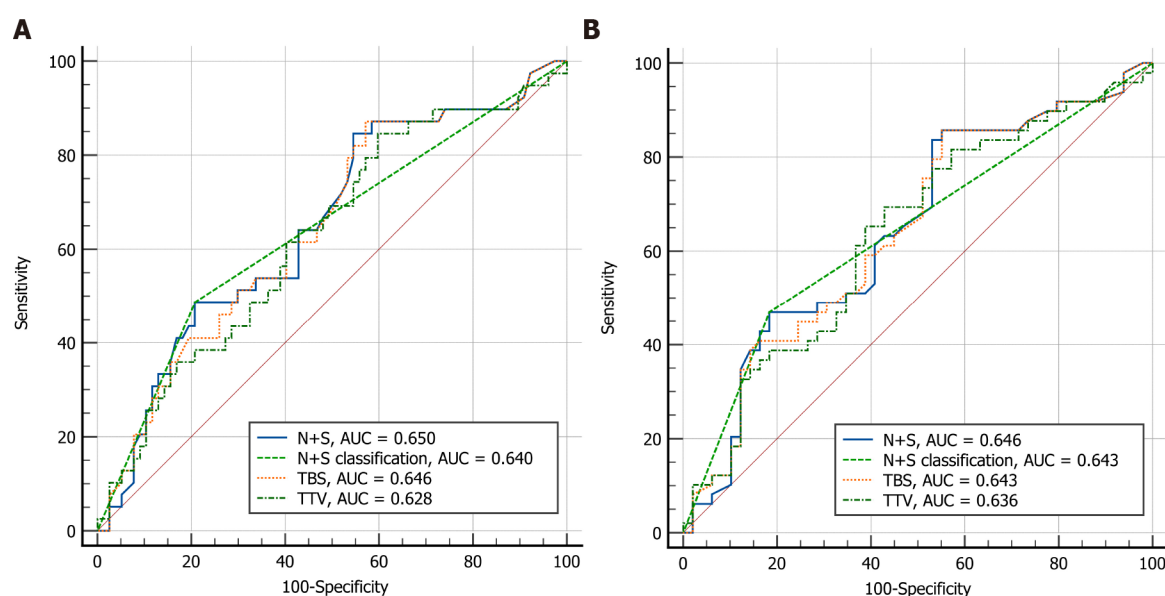 A
Sensitivity
100
80
60
40
20
0
N+S, AUC = 0.650
N+S classification, AUC = 0.640
TBS, AUC = 0.646
TTV, AUC = 0.628
0 20 40 60 80 100
100-Specificity
B
Sensitivity
100
80
60
40
20
0
N+S, AUC = 0.646
N+S classification, AUC = 0.643
TBS, AUC = 0.643
TTV, AUC = 0.636
0 20 40 60 80 100
100-Specificity